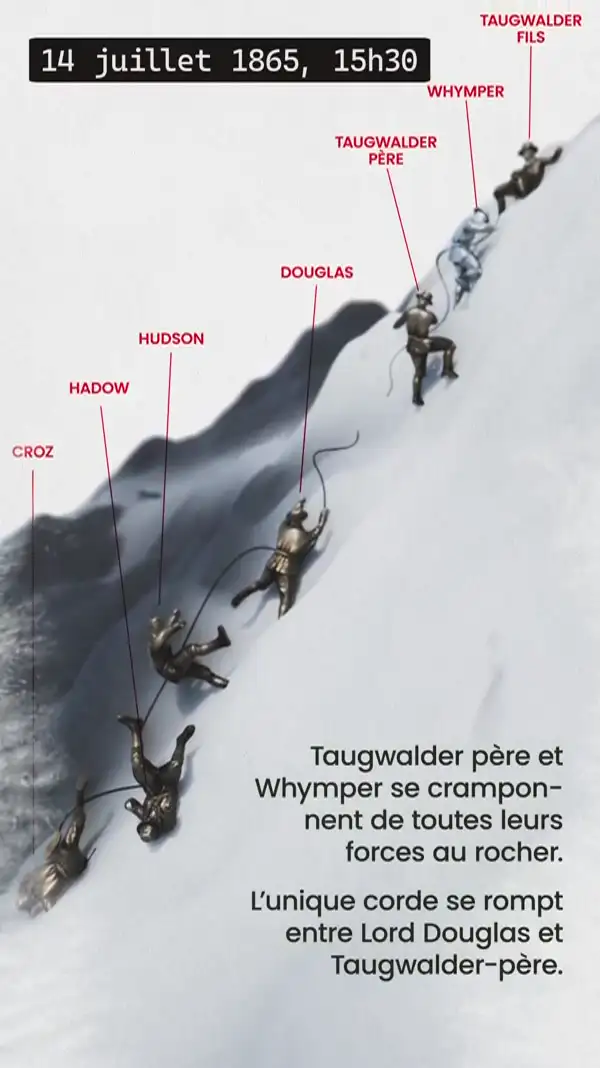 TAUGWALDER
FILS
14 juillet 1865, 15h30
WHYMPER
TAUGWALDER
PÈRE
DOUGLAS
HUDSON
HADOW
CROZ
Taugwalder père et
Whymper se crampon-
nent de toutes leurs
forces au rocher.
L’unique corde se rompt
entre Lord Douglas et
Taugwalder-père.